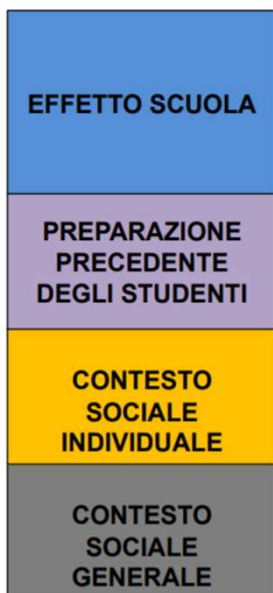 EFFETTO SCUOLA
PREPARAZIONE
PRECEDENTE
DEGLI STUDENTI
CONTESTO
SOCIALE
INDIVIDUALE
CONTESTO
SOCIALE
GENERALE